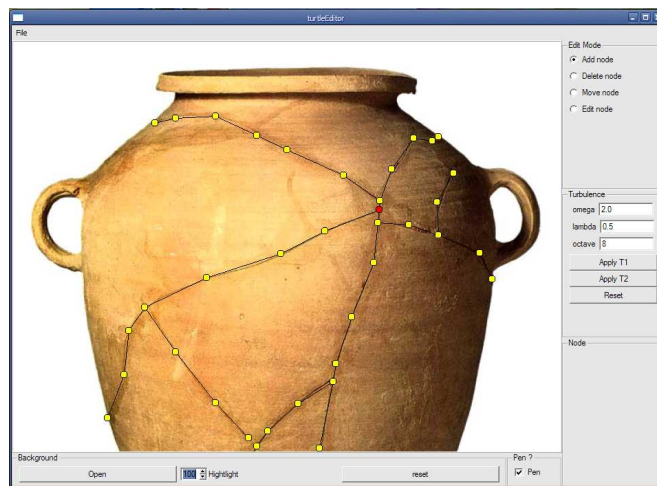 turtleEditor
File
Edit Mode
Add node
Delete node
Move node
Edit node
Turbulence
omega 2.0
lambda 0.5
octave 8
Apply T1
Apply T2
Reset
Node
Background
Open 100 Hightlight reset
Pen ?
Pen